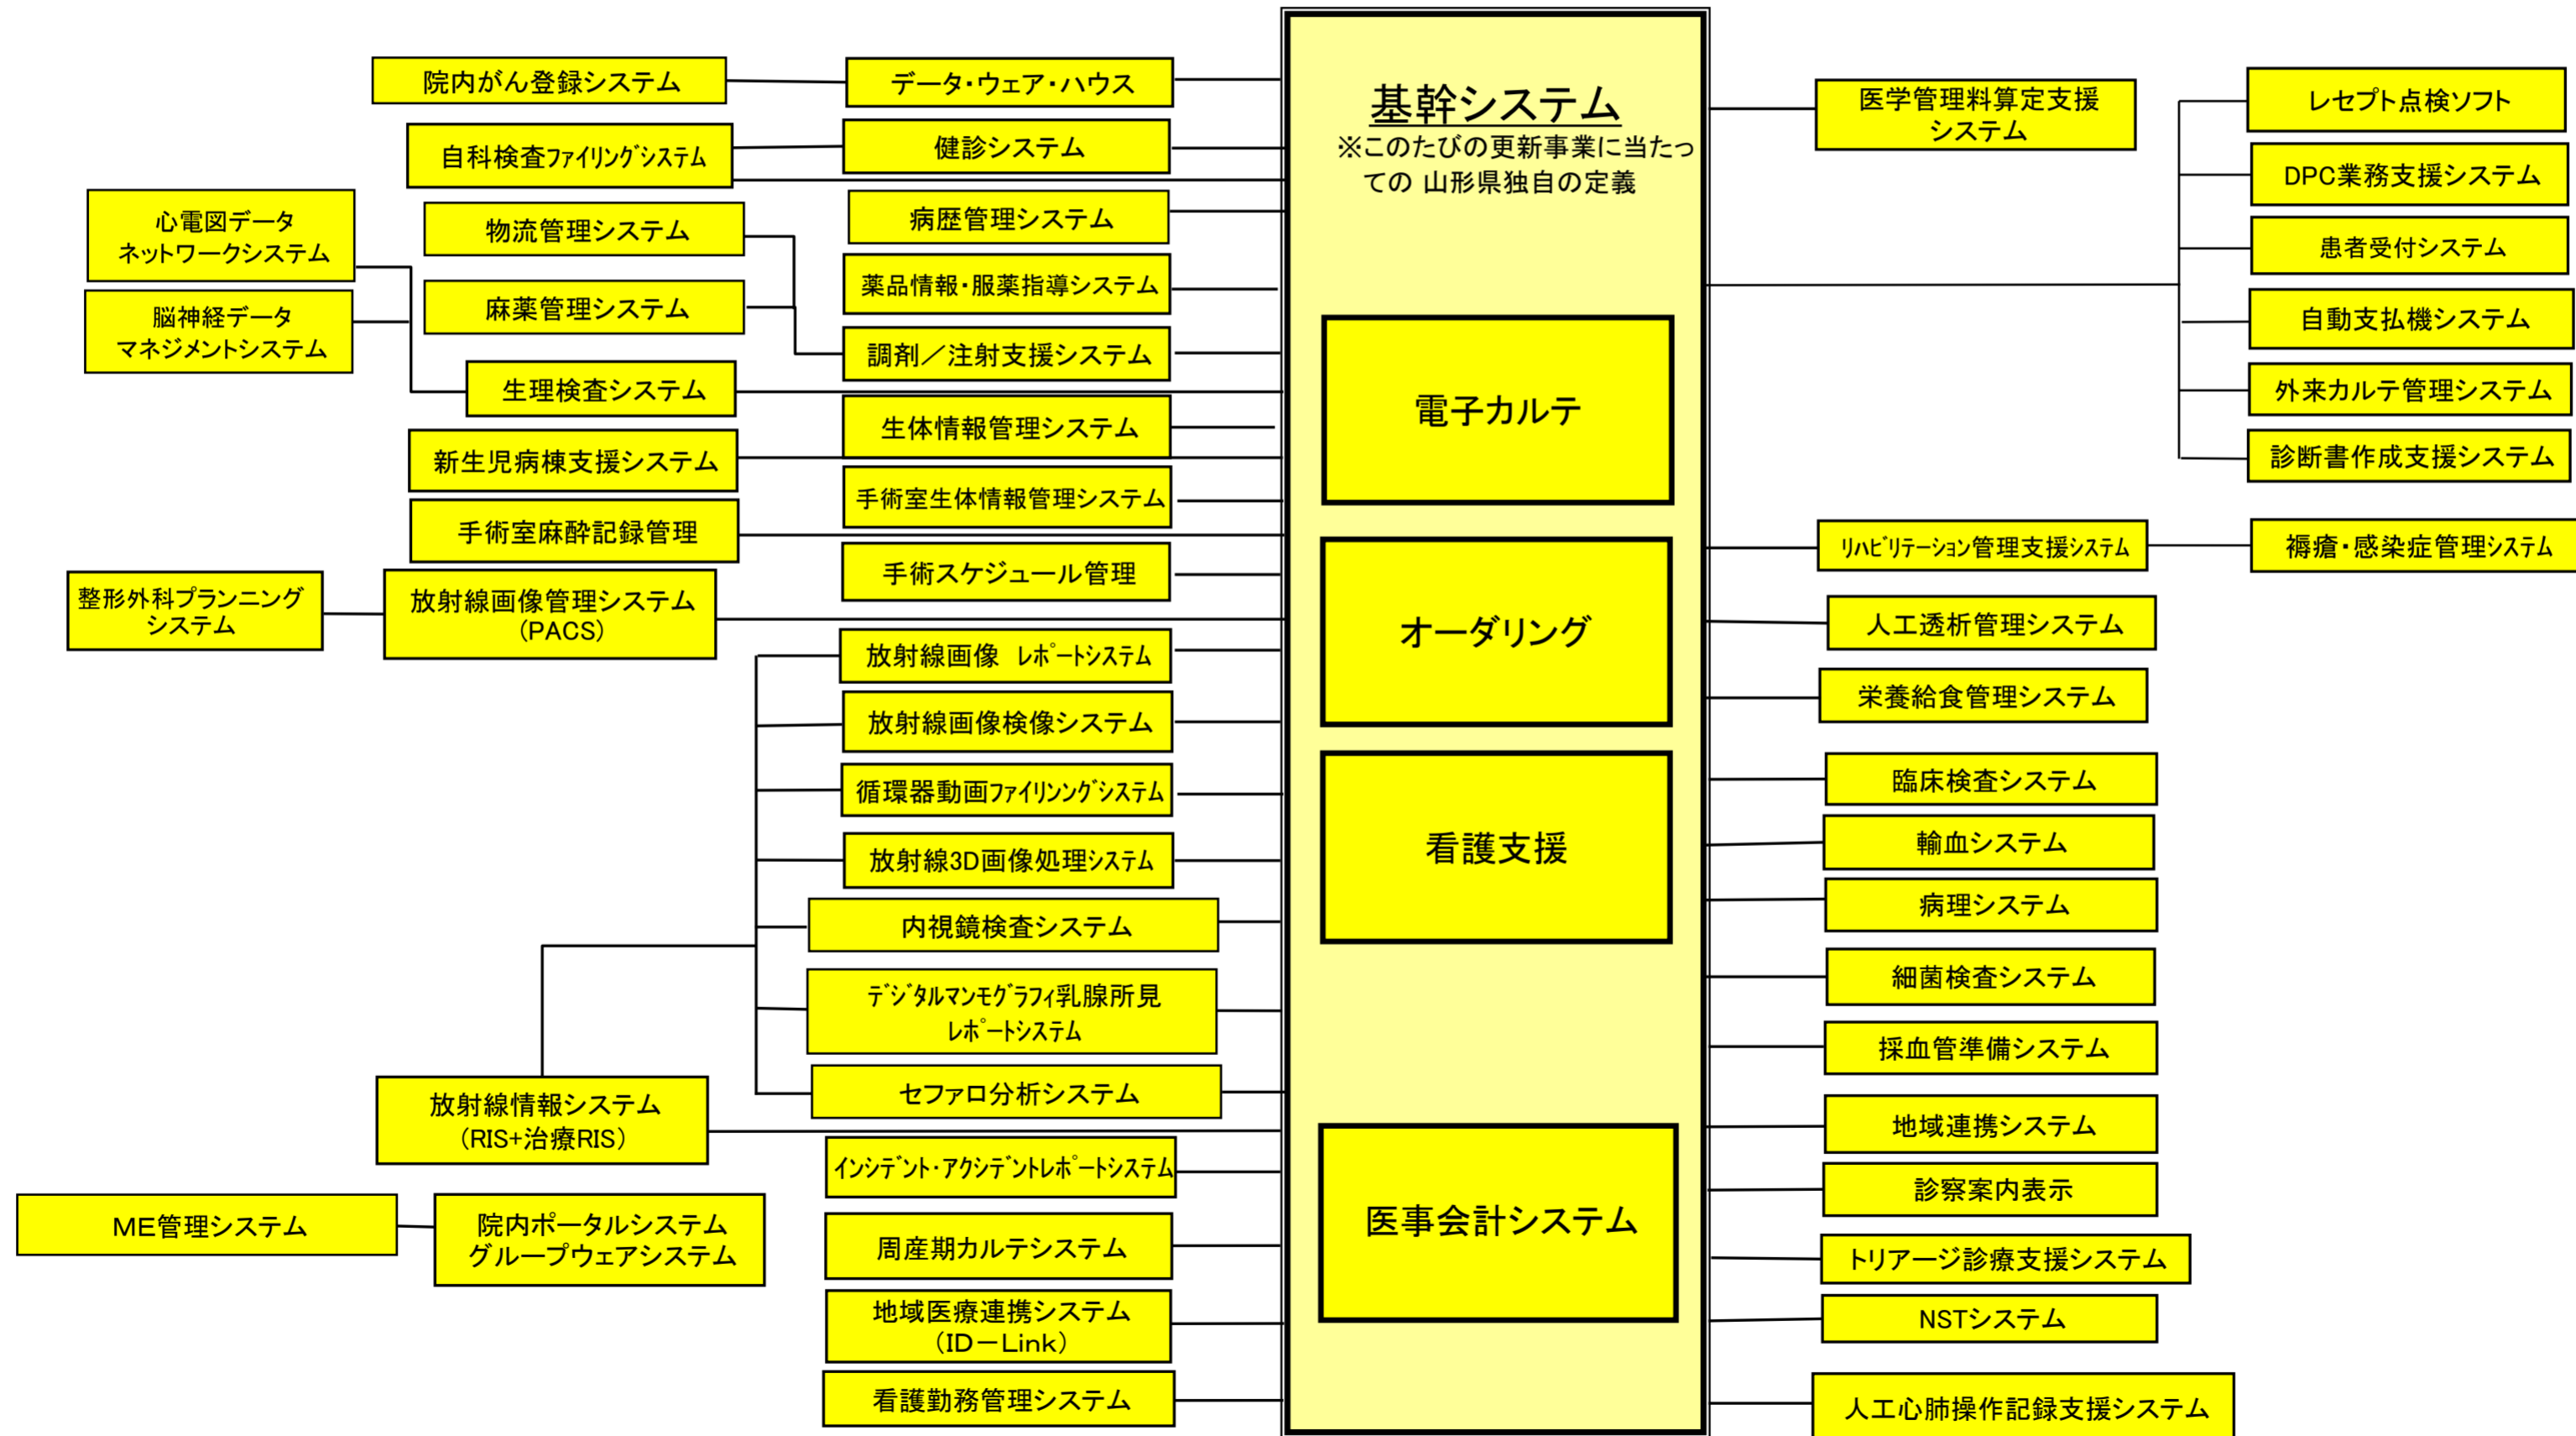 院内がん登録システム
データ・ウェア・ハウス
自科検査ファイリングシステム
健診システム
心電図データ
ネットワークシステム
物流管理システム
病歴管理システム
脳神経データ
マネジメントシステム
麻薬管理システム
薬品情報・服薬指導システム
調剤／注射支援システム
生理検査システム
生体情報管理システム
新生児病棟支援システム
手術室生体情報管理システム
手術室麻酔記録管理
手術スケジュール管理
整形外科プランニング
システム
放射線画像管理システム
（PACS）
放射線画像　レポートシステム
放射線画像検像システム
循環器動画ファイリンングシステム
放射線3D画像処理システム
内視鏡検査システム
デジタルマンモグラフィ乳腺所見
レポートシステム
セファロ分析システム
放射線情報システム
（RIS+治療RIS）
インシデント・アクシデントレポートシステム
ME管理システム
院内ポータルシステム
グループウェアシステム
周産期カルテシステム
地域医療連携システム
（ID－Link）
看護勤務管理システム
基幹システム
※このたびの更新事業に当たっ
ての 山形県独自の定義
電子カルテ
オーダリング
看護支援
医事会計システム
医学管理料算定支援
システム
レセプト点検ソフト
DPC業務支援システム
患者受付システム
自動支払機システム
外来カルテ管理システム
診断書作成支援システム
リハビリテーション管理支援システム
褥瘡・感染症管理システム
人工透析管理システム
栄養給食管理システム
臨床検査システム
輸血システム
病理システム
細菌検査システム
採血管準備システム
地域連携システム
診察案内表示
トリアージ診療支援システム
NSTシステム
人工心肺操作記録支援システム